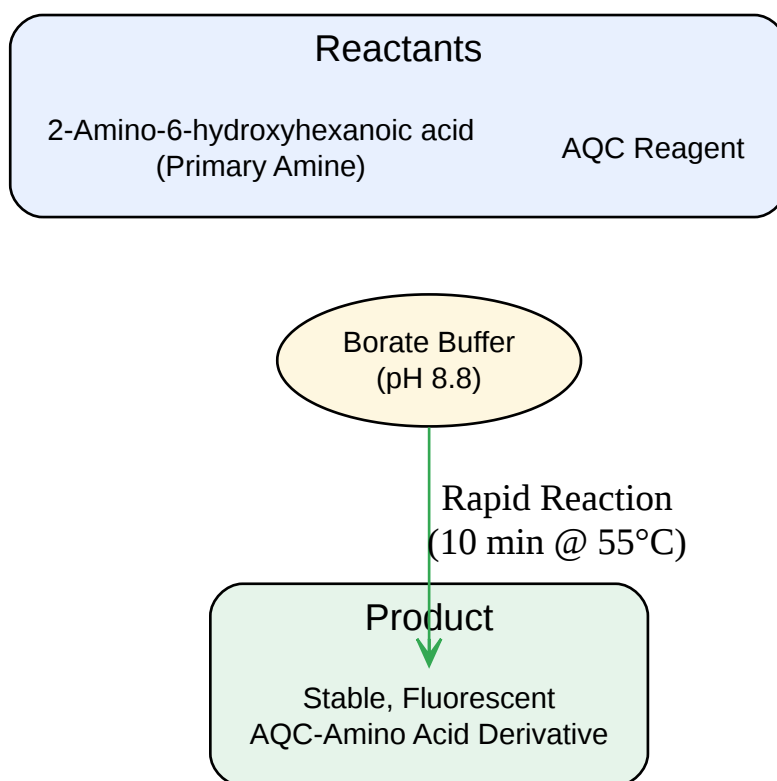 Reactants
2-Amino-6-hydroxyhexanoic acid
(Primary Amine)
AQC Reagent
Borate Buffer
(pH 8.8)
Rapid Reaction
(10 min @ 55°C)
Product
Stable, Fluorescent
AQC-Amino Acid Derivative